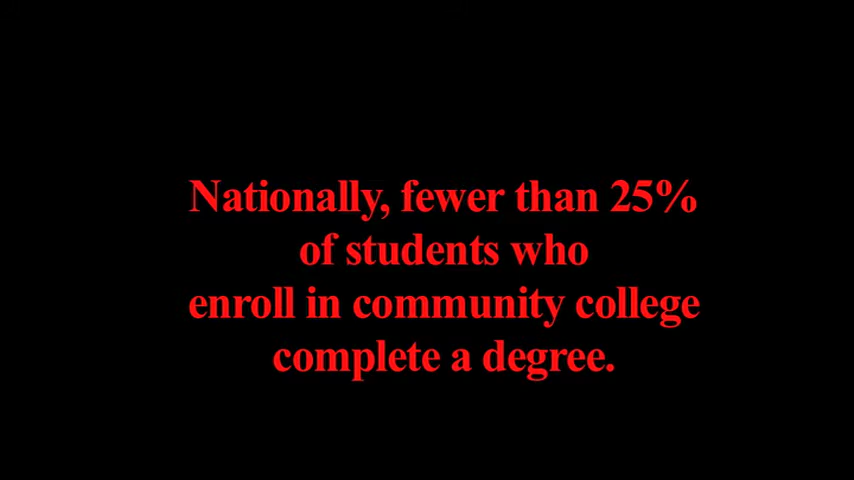 Nationally, fewer than 25%
of students who
enroll in community college
complete a degree.